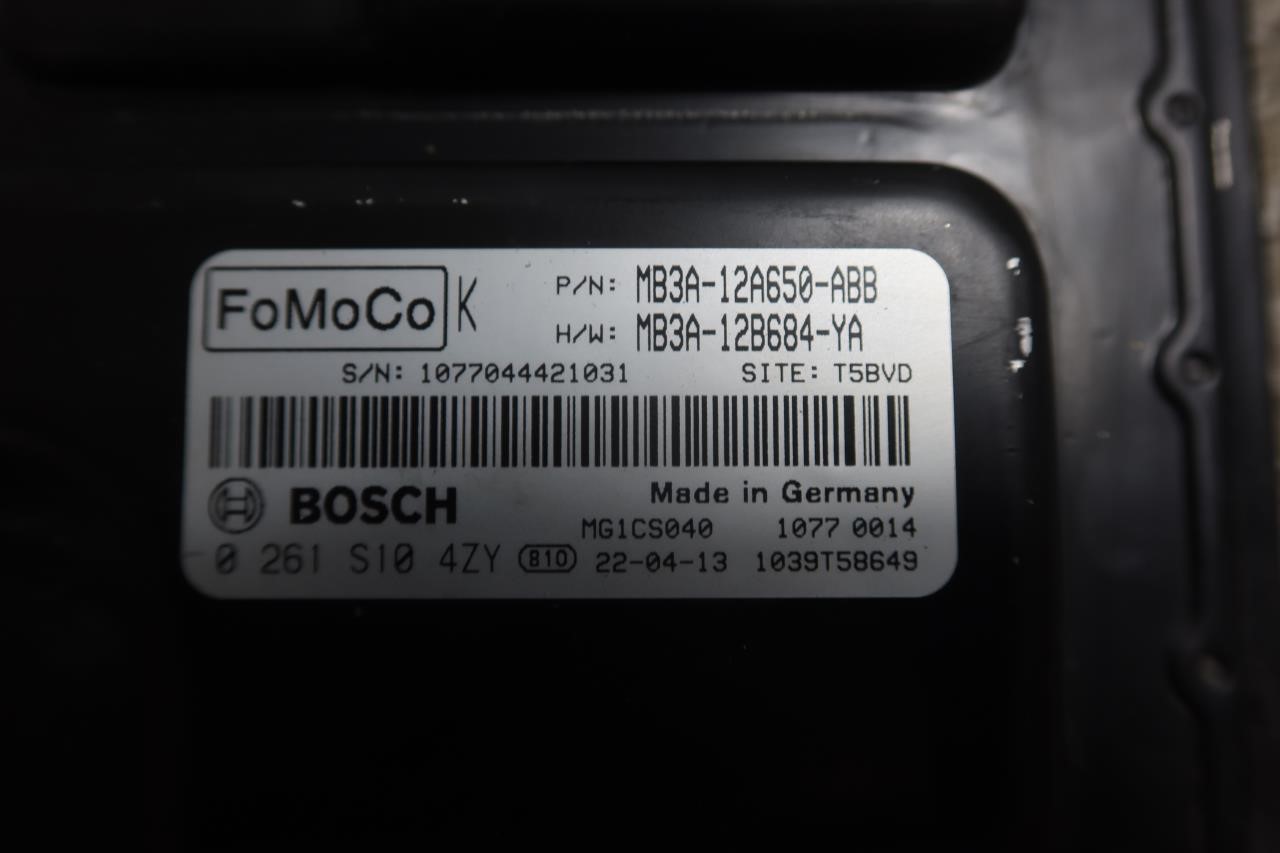 FoMoCo K P/N: MB3A-12A650-ABB
H/W: MB3A-12B684-YA
S/N: 1077044421031 SITE: T5BVD
BOSCH Made in Germany
MG1CS040 1077 0014
0 261 S10 4ZY B10 22-04-13 1039T58649